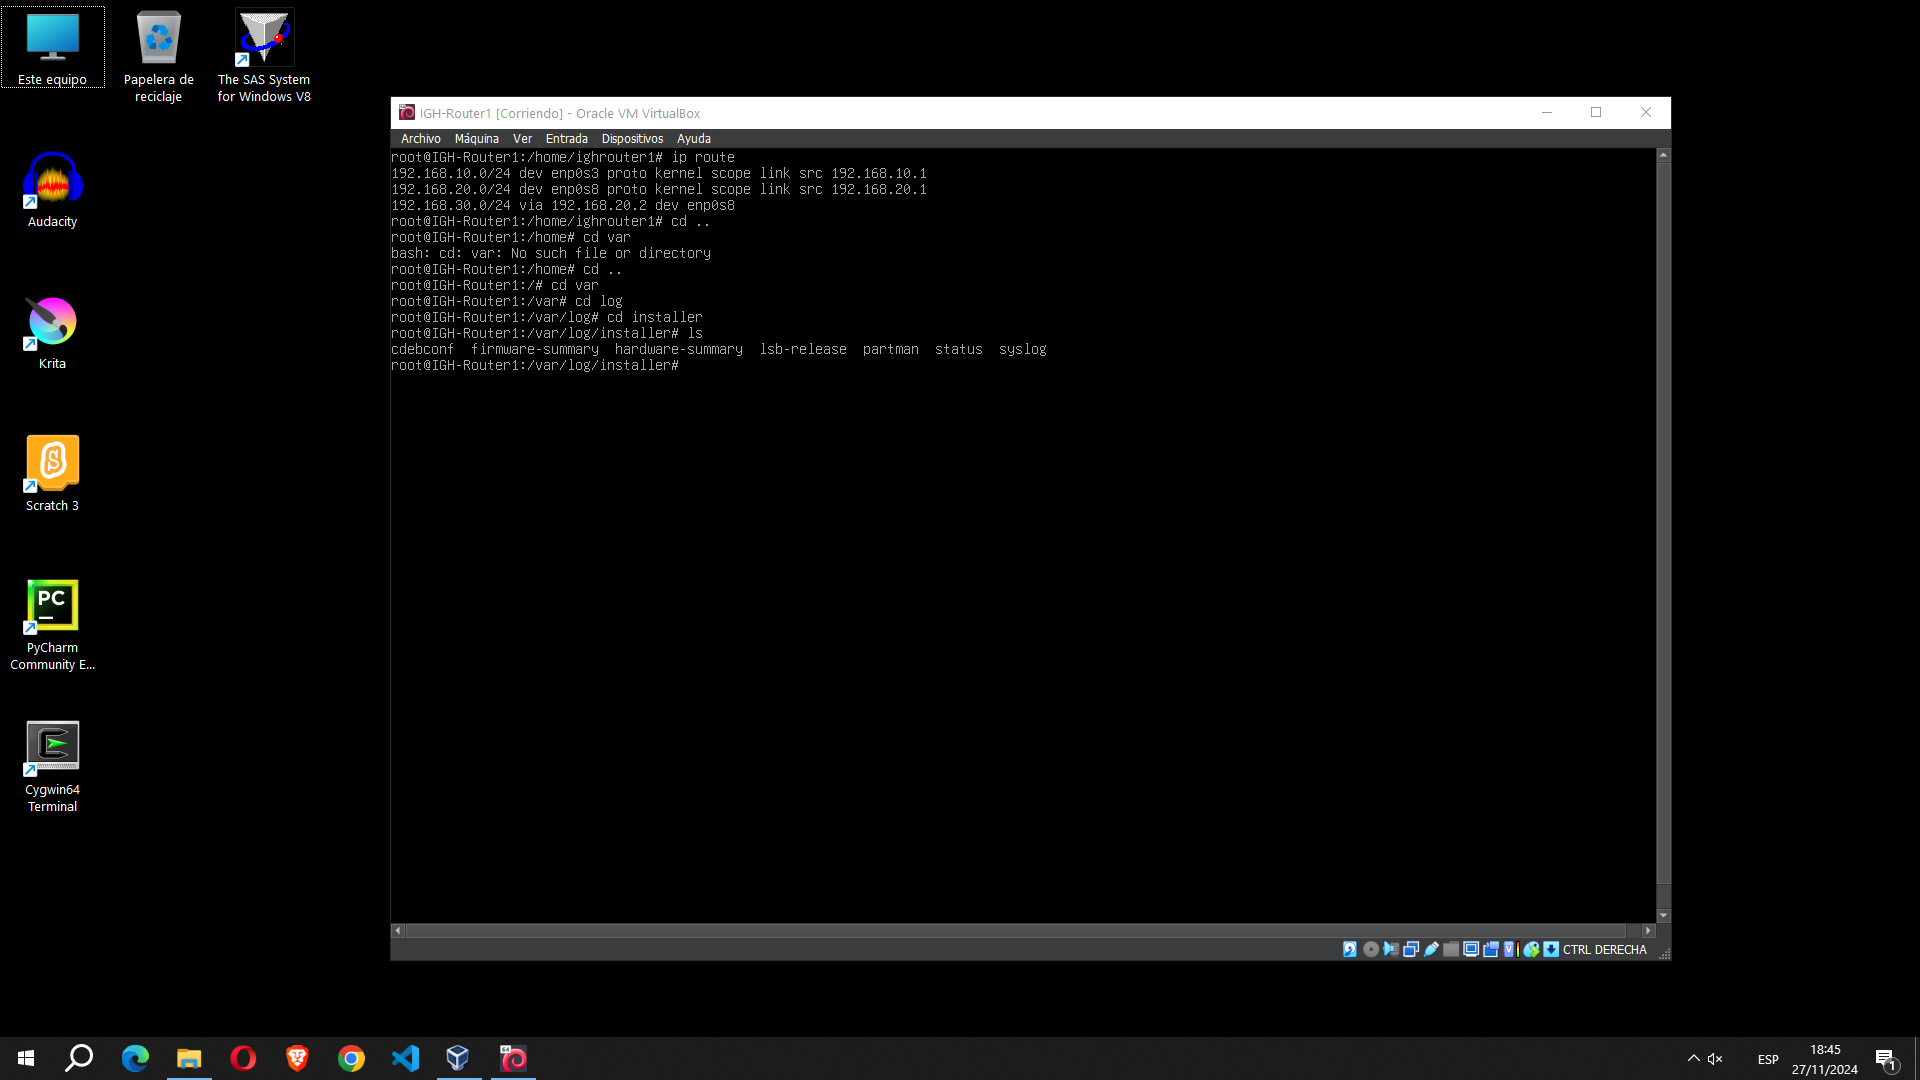 Este equipo
Papelera de
reciclaje
The SAS System
for Windows V8
Audacity
Krita
Scratch 3
PC
PyCharm
Community E...
Cygwin64
Terminal
IGH-Router1 [Corriendo] - Oracle VM VirtualBox
Archivo Máquina Ver Entrada Dispositivos Ayuda
root@IGH-Router1:/home/ighrouter1# ip route
192.168.10.0/24 dev enp0s3 proto kernel scope link src 192.168.10.1
192.168.20.0/24 dev enp0s8 proto kernel scope link src 192.168.20.1
192.168.30.0/24 via 192.168.20.2 dev enp0s8
root@IGH-Router1:/home/ighrouter1# cd ..
root@IGH-Router1:/home# cd var
bash: cd: var: No such file or directory
root@IGH-Router1:/home# cd ..
root@IGH-Router1:/# cd var
root@IGH-Router1:/var# cd log
root@IGH-Router1:/var/log# cd installer
root@IGH-Router1:/var/log/installer# ls
cdebconf firmware-summary hardware-summary lsb-release partman status syslog
root@IGH-Router1:/var/log/installer#
CTRL DERECHA
ESP
18:45
27/11/2024
1